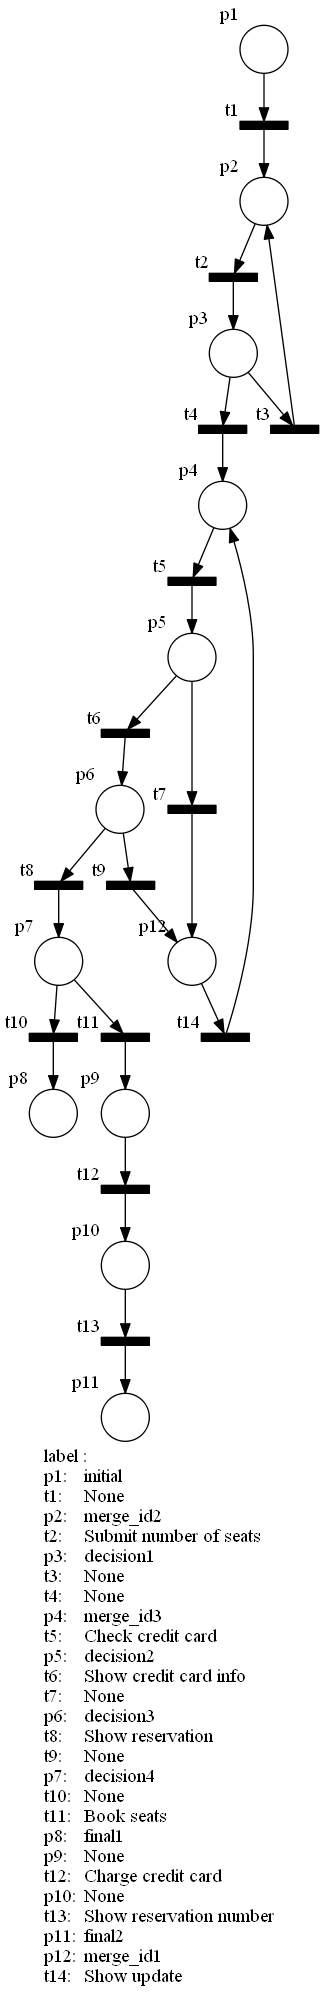 p1
t1
p2
t2
p3
t4
t3
p4
t5
p5
t6
p6
t7
t8
t9
p7
p12
t10
t11
t14
p8
p9
t12
p10
t13
p11
label :
p1: initial
t1: None
p2: merge_id2
t2: Submit number of seats
p3: decision1
t3: None
t4: None
p4: merge_id3
t5: Check credit card
p5: decision2
t6: Show credit card info
t7: None
p6: decision3
t8: Show reservation
t9: None
p7: decision4
t10: None
t11: Book seats
p8: final1
p9: None
t12: Charge credit card
p10: None
t13: Show reservation number
p11: final2
p12: merge_id1
t14: Show update